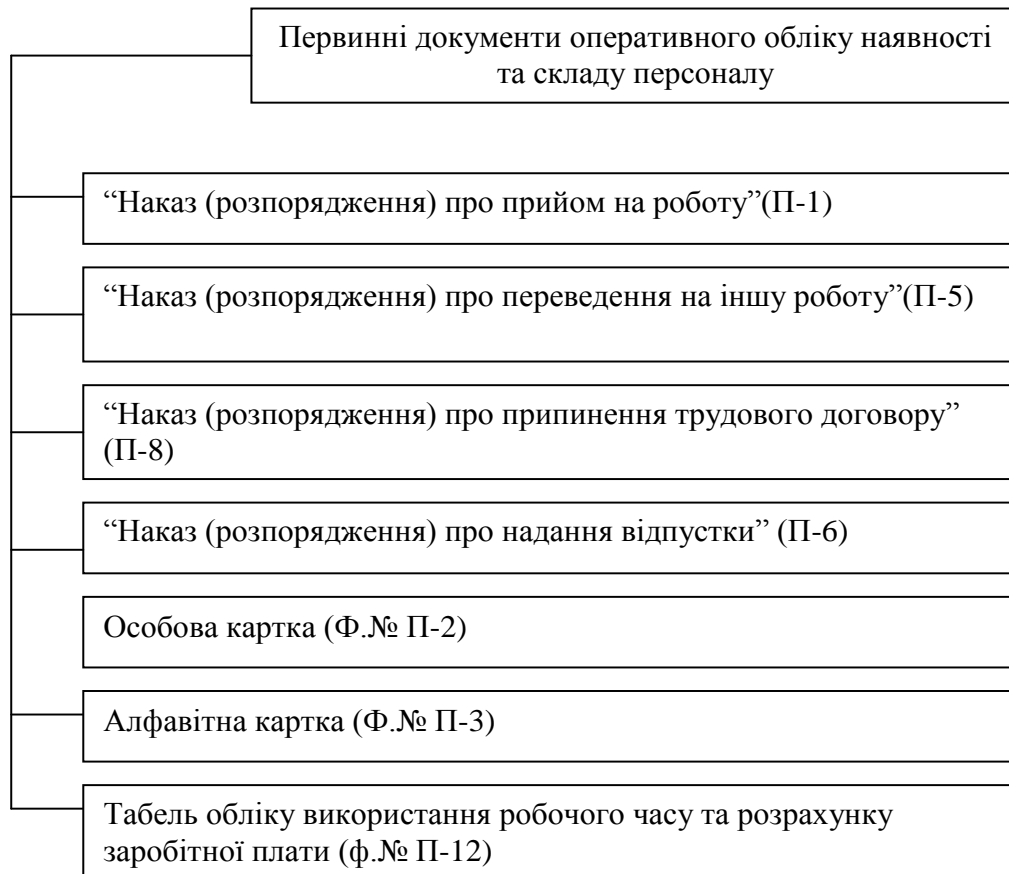 Первинні документи оперативного обліку наявності
та складу персоналу
“Наказ (розпорядження) про прийом на роботу”(П-1)
“Наказ (розпорядження) про переведення на іншу роботу”(П-5)
“Наказ (розпорядження) про припинення трудового договору”
(П-8)
“Наказ (розпорядження) про надання відпустки” (П-6)
Особова картка (Ф.№ П-2)
Алфавітна картка (Ф.№ П-3)
Табель обліку використання робочого часу та розрахунку
заробітної плати (ф.№ П-12)